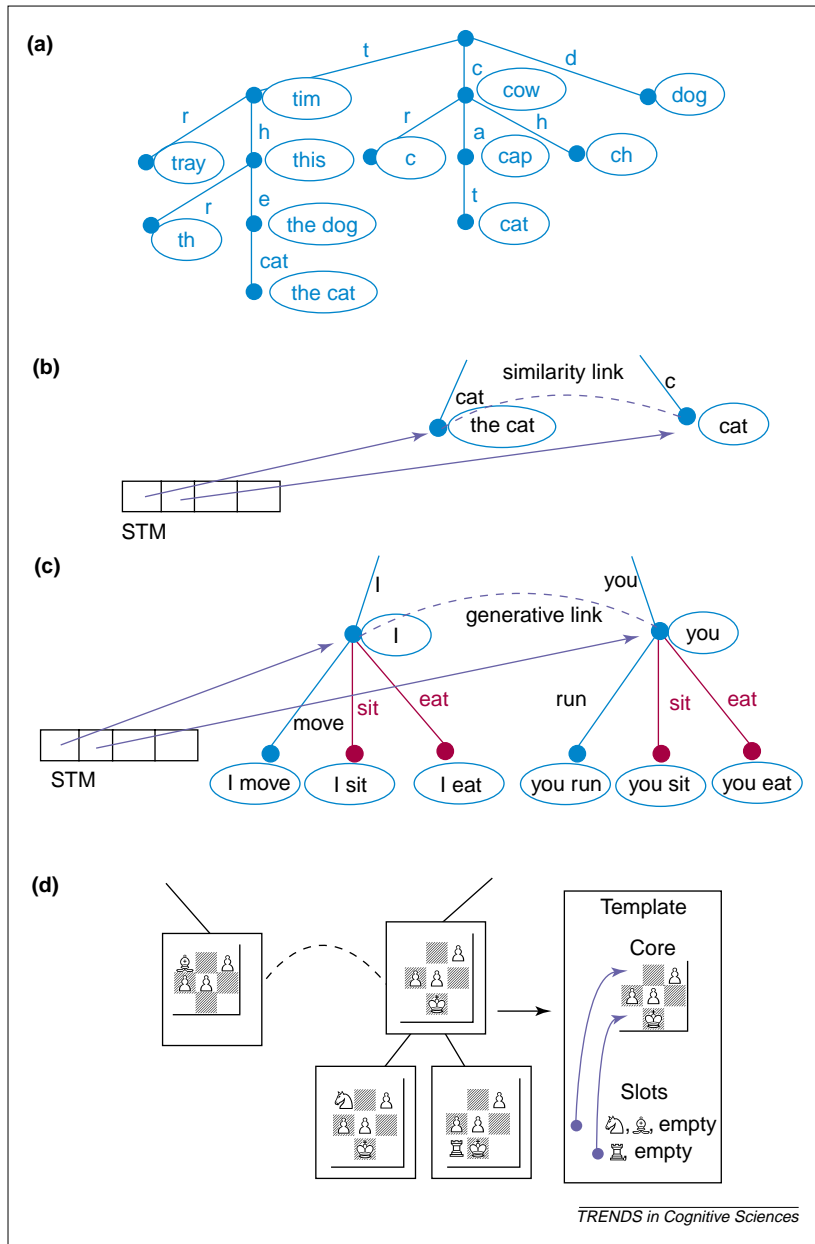 (a)
t
c
d
tim
cow
dog
r
h
r
a
h
tray
this
c
cap
ch
r
e
t
th
the dog
cat
cat
the cat
(b)
similarity link
cat
c
the cat
cat
STM
(c)
I
you
generative link
I
you
move
sit
eat
run
sit
eat
STM
I move
I sit
I eat
you run
you sit
you eat
(d)
Template
Core
Slots
♘, ♗, empty
♖, empty
TRENDS in Cognitive Sciences